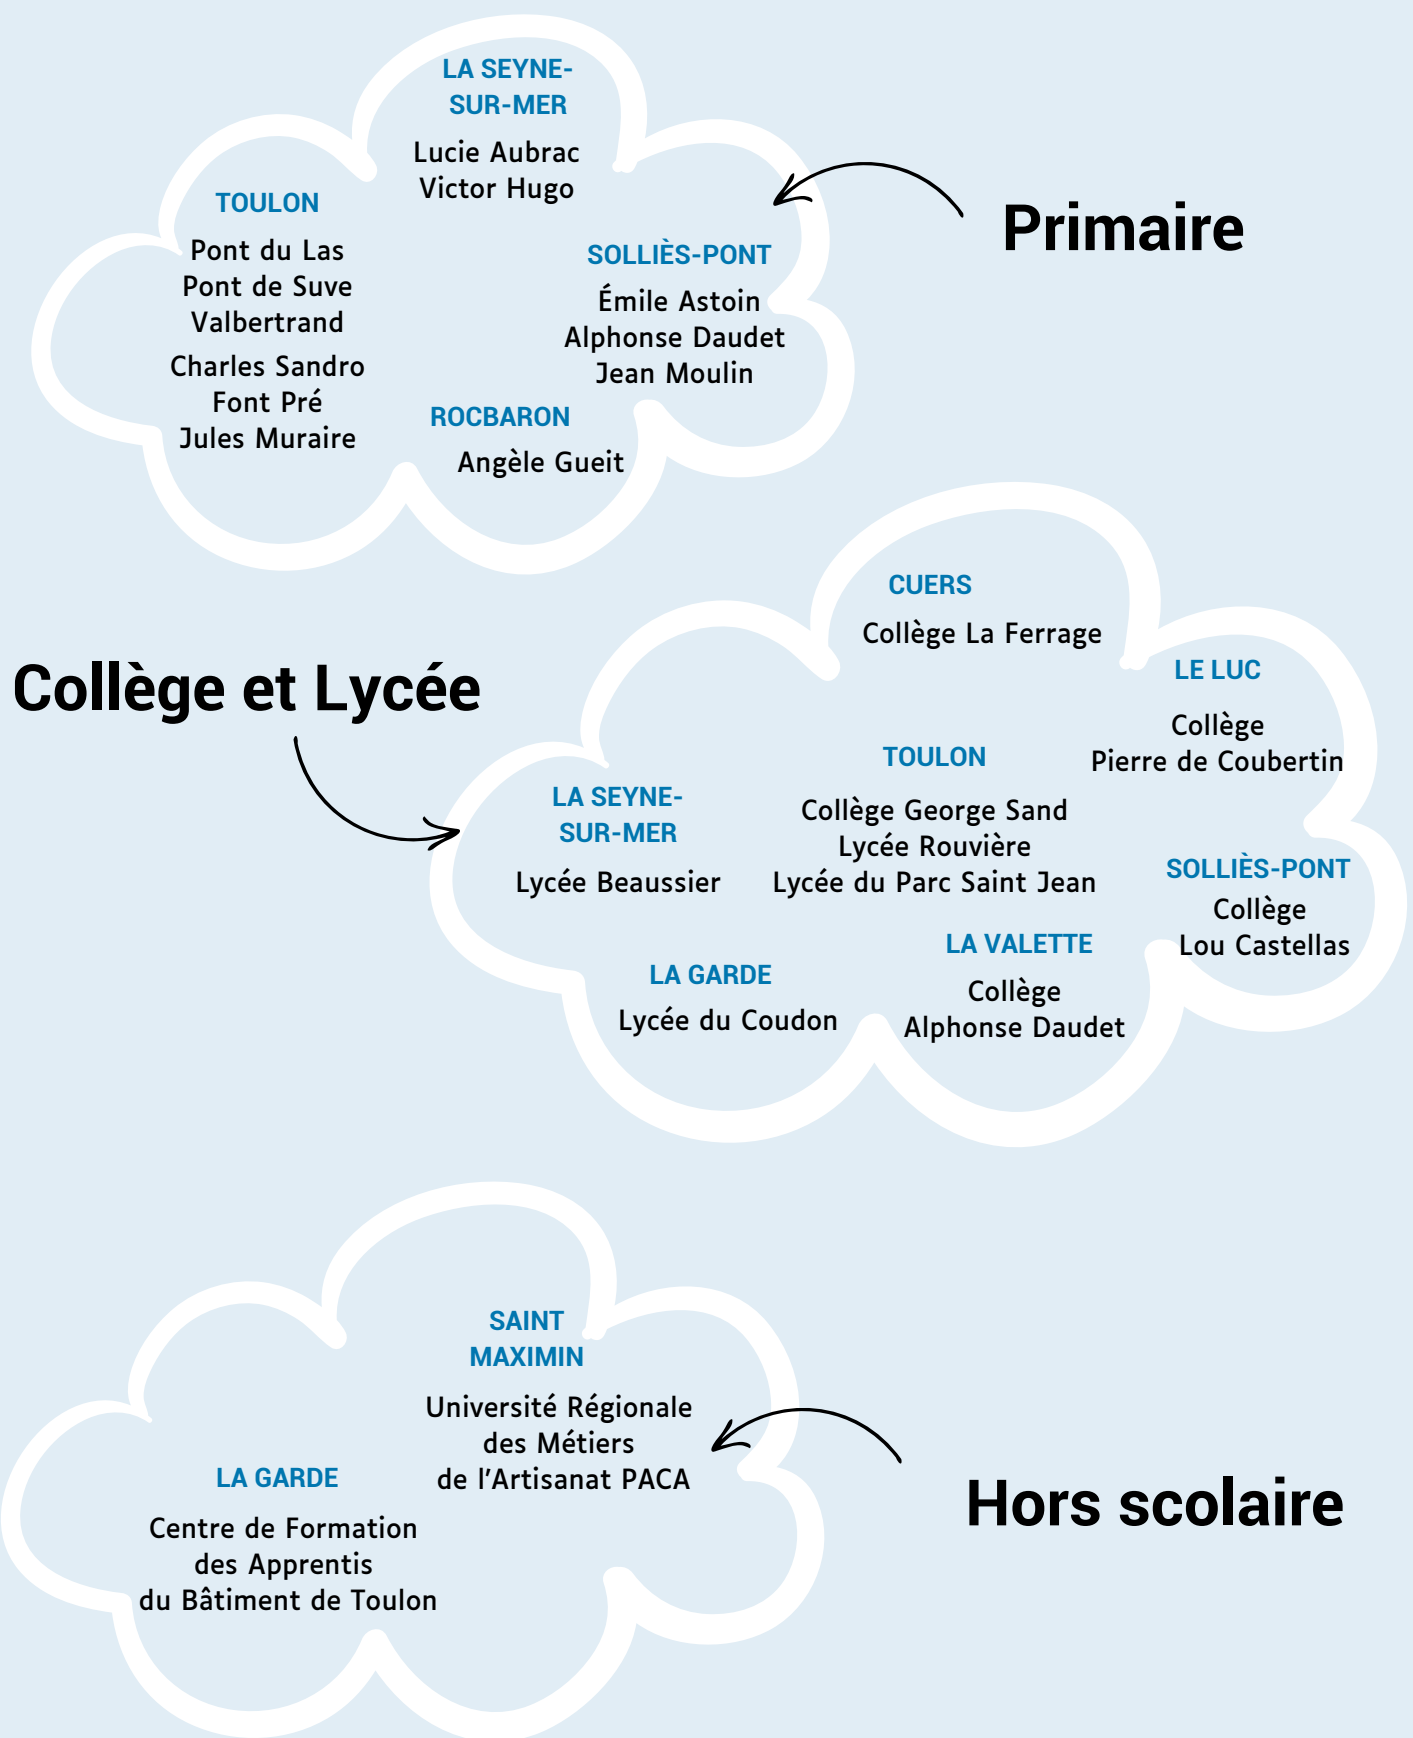 LA SEYNE-
SUR-MER
Lucie Aubrac
Victor Hugo
TOULON
Pont du Las
Pont de Suve
Valbertrand
Charles Sandro
Font Pré
Jules Muraire
SOLLIÈS-PONT
Émile Astoin
Alphonse Daudet
Jean Moulin
ROCBARON
Angèle Gueit
Primaire
Collège et Lycée
CUERS
Collège La Ferrage
LE LUC
Collège
Pierre de Coubertin
TOULON
Collège George Sand
Lycée Rouvière
Lycée du Parc Saint Jean
LA SEYNE-
SUR-MER
Lycée Beaussier
SOLLIÈS-PONT
Collège
Lou Castellas
LA VALETTE
Collège
Alphonse Daudet
LA GARDE
Lycée du Coudon
SAINT
MAXIMIN
Université Régionale
des Métiers
de l'Artisanat PACA
LA GARDE
Centre de Formation
des Apprentis
du Bâtiment de Toulon
Hors scolaire